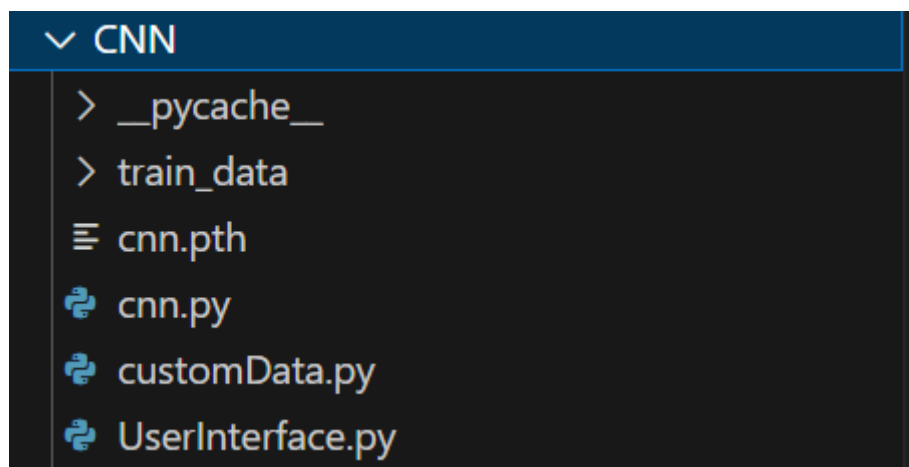 CNN
__pycache__
train_data
cnn.pth
cnn.py
customData.py
UserInterface.py